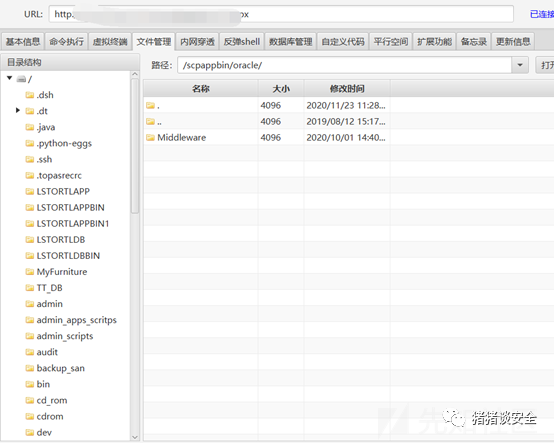 URL: http: ox 已连接
基本信息 命令执行 虚拟终端 文件管理 内网穿透 反弹shell 数据库管理 自定义代码 平行空间 扩展功能 备忘录 更新信息
目录结构
路径： /scpappbin/oracle/ 打开
/
.dsh
.dt
.java
.python-eggs
.ssh
.topasrecrc
LSTORTLAPP
LSTORTLAPPBIN
LSTORTLAPPBIN1
LSTORTLDB
LSTORTLDBBIN
MyFurniture
TT_DB
admin
admin_apps_scritps
admin_scripts
audit
backup_san
bin
cd_rom
cdrom
dev
名称 大小 修改时间
. 4096 2020/11/23 11:28...
.. 4096 2019/08/12 15:17...
Middleware 4096 2020/10/01 14:40...
猪猪谈安全